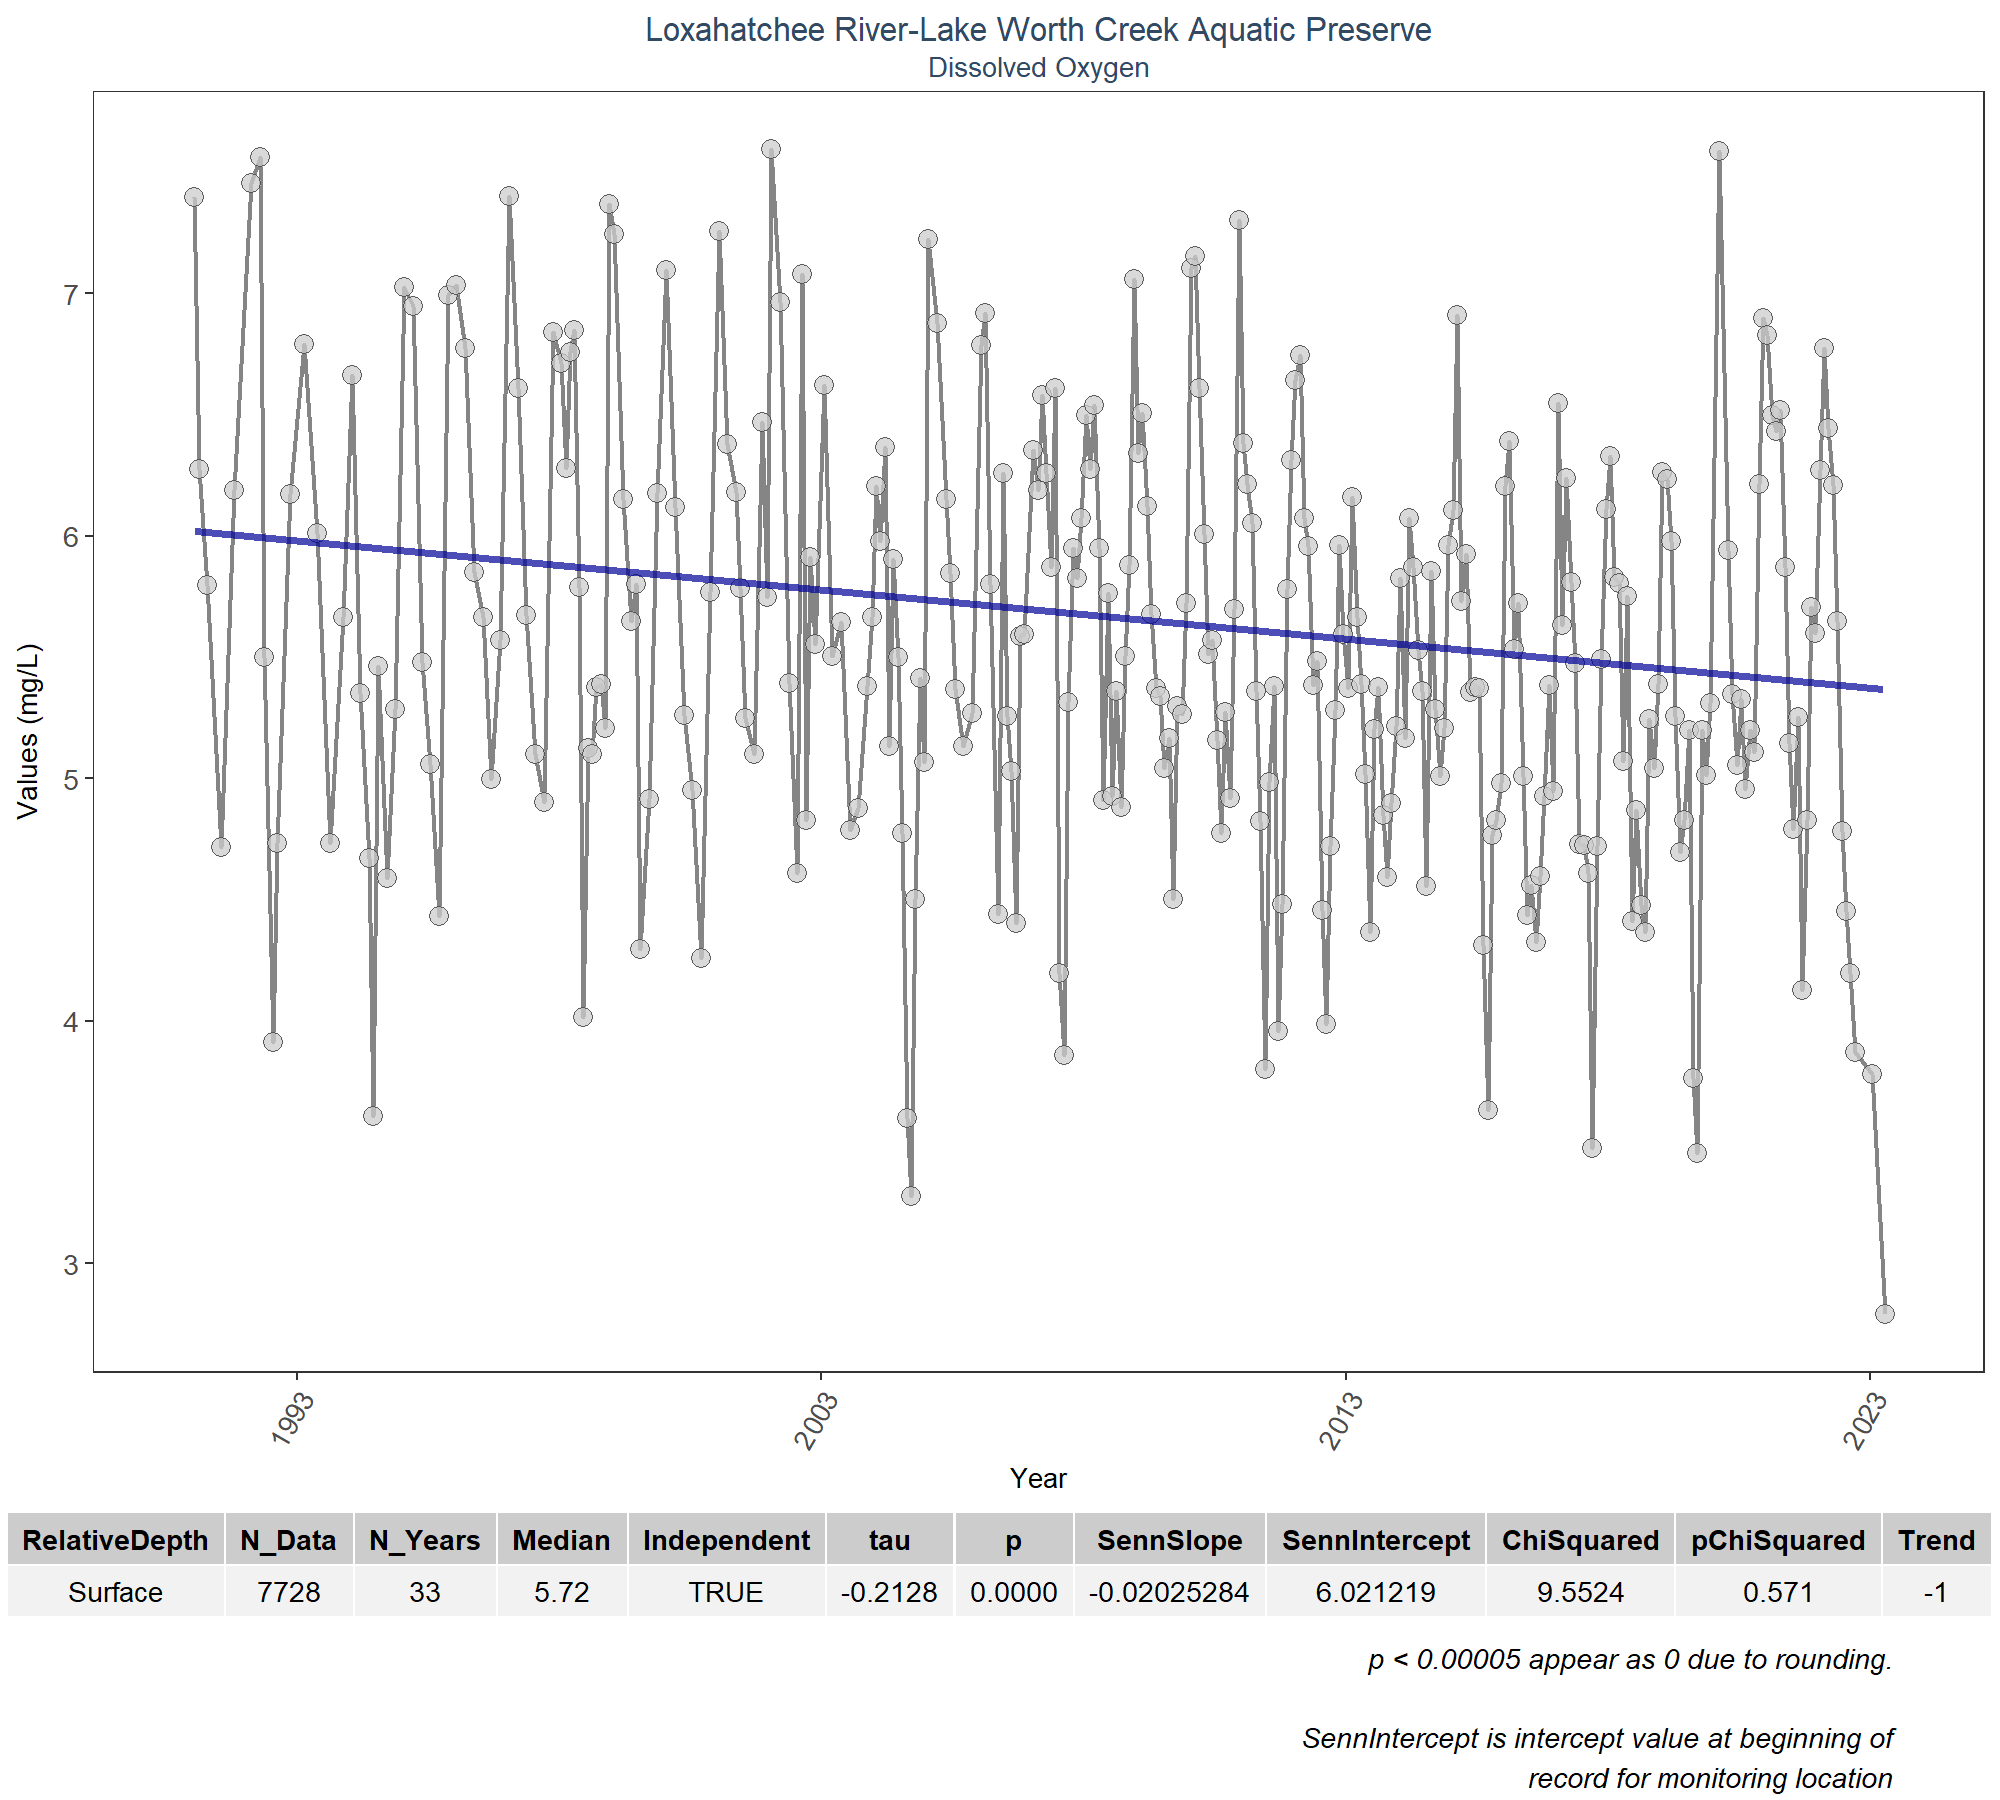 Loxahatchee River-Lake Worth Creek Aquatic Preserve
Dissolved Oxygen
Values (mg/L)
7
6
5
4
3
1993
2003
2013
2023
Year
RelativeDepth N_Data N_Years Median Independent tau p SennSlope SennIntercept ChiSquared pChiSquared Trend
Surface 7728 33 5.72 TRUE -0.2128 0.0000 -0.02025284 6.021219 9.5524 0.571 -1
p < 0.00005 appear as 0 due to rounding.
SennIntercept is intercept value at beginning of
record for monitoring location